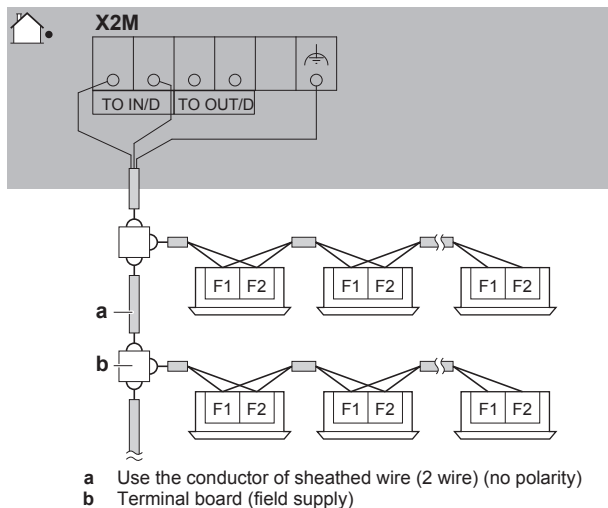 X2M
TO IN/D TO OUT/D
F1 F2 F1 F2 F1 F2
a
b
F1 F2 F1 F2 F1 F2
a Use the conductor of sheathed wire (2 wire) (no polarity)
b Terminal board (field supply)